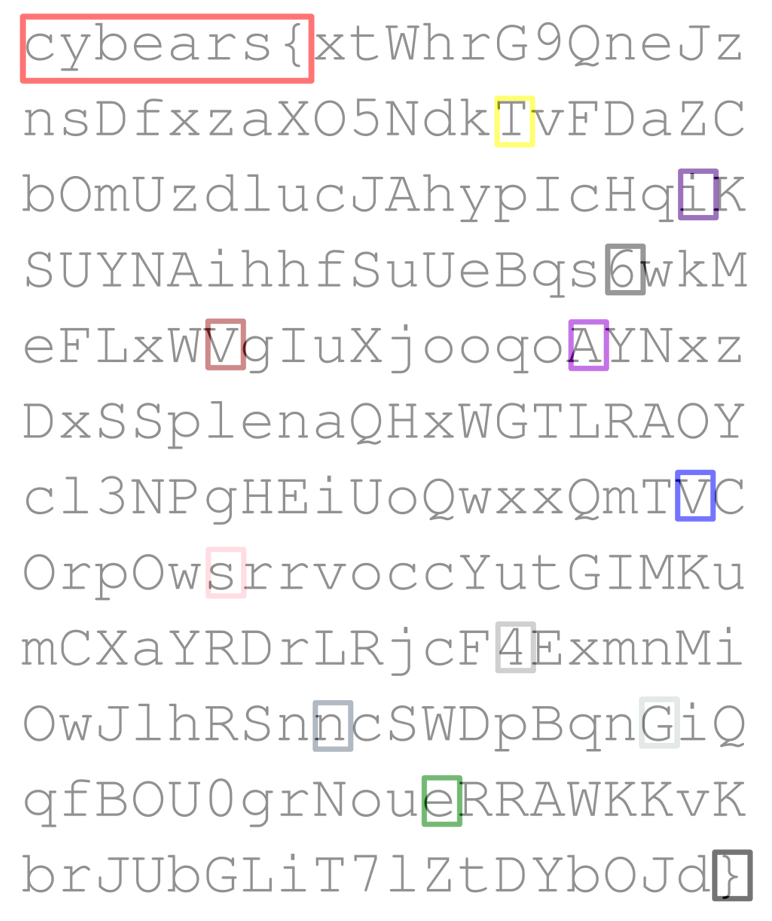 cybears{xtWhrG9QneJz
nsDfxzaXO5NdkTvFDaZC
bOmUzdlucJAhypIcHqiK
SUYNAihhfSuUeBqs6wkM
eFLxWVgIuXjooqoAYNxz
DxSSplenaQHxWGTLRAOY
cl3NPgHEiUoQwxxQmTVC
OrpOwsrrvoccYutGIMKu
mCXaYRDrLRjcF4ExmnMi
OwJlhRSnncSWDpBqnGiQ
qfBOU0grNoueRRAWKKvK
brJUbGLiT7lZtDYbOJd}